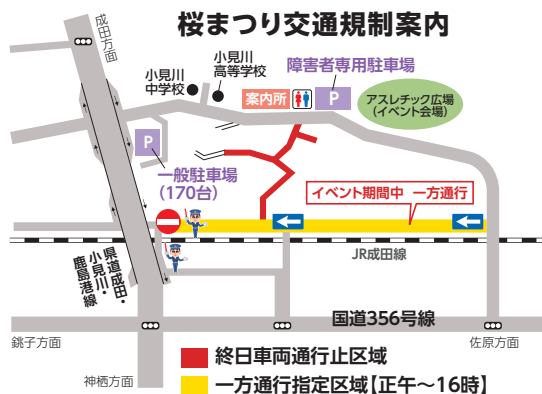 桜まつり交通規制案内
成田方面
小見川
中学校
小見川
高等学校
障害者専用駐車場
案内所
P
アスレチック広場
(イベント会場)
P
一般駐車場
(170台)
イベント期間中 一方通行
JR成田線
県道成田・
小見川・
鹿島港線
国道356号線
銚子方面
佐原方面
神栖方面
終日車両通行止区域
一方通行指定区域【正午～16時】